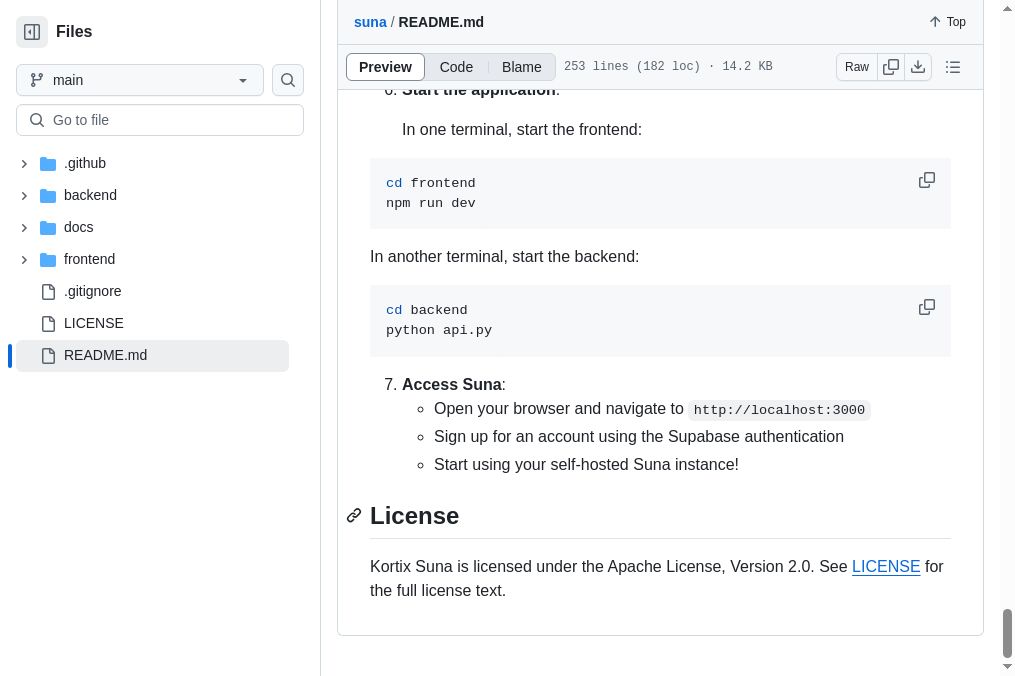 Files
main
Go to file
.github
backend
docs
frontend
.gitignore
LICENSE
README.md
suna / README.md
Top
Preview Code Blame 253 lines (182 loc) · 14.2 KB Raw
6. Start the application:
In one terminal, start the frontend:
cd frontend
npm run dev
In another terminal, start the backend:
cd backend
python api.py
7. Access Suna:
Open your browser and navigate to http://localhost:3000
Sign up for an account using the Supabase authentication
Start using your self-hosted Suna instance!
License
Kortix Suna is licensed under the Apache License, Version 2.0. See LICENSE for
the full license text.